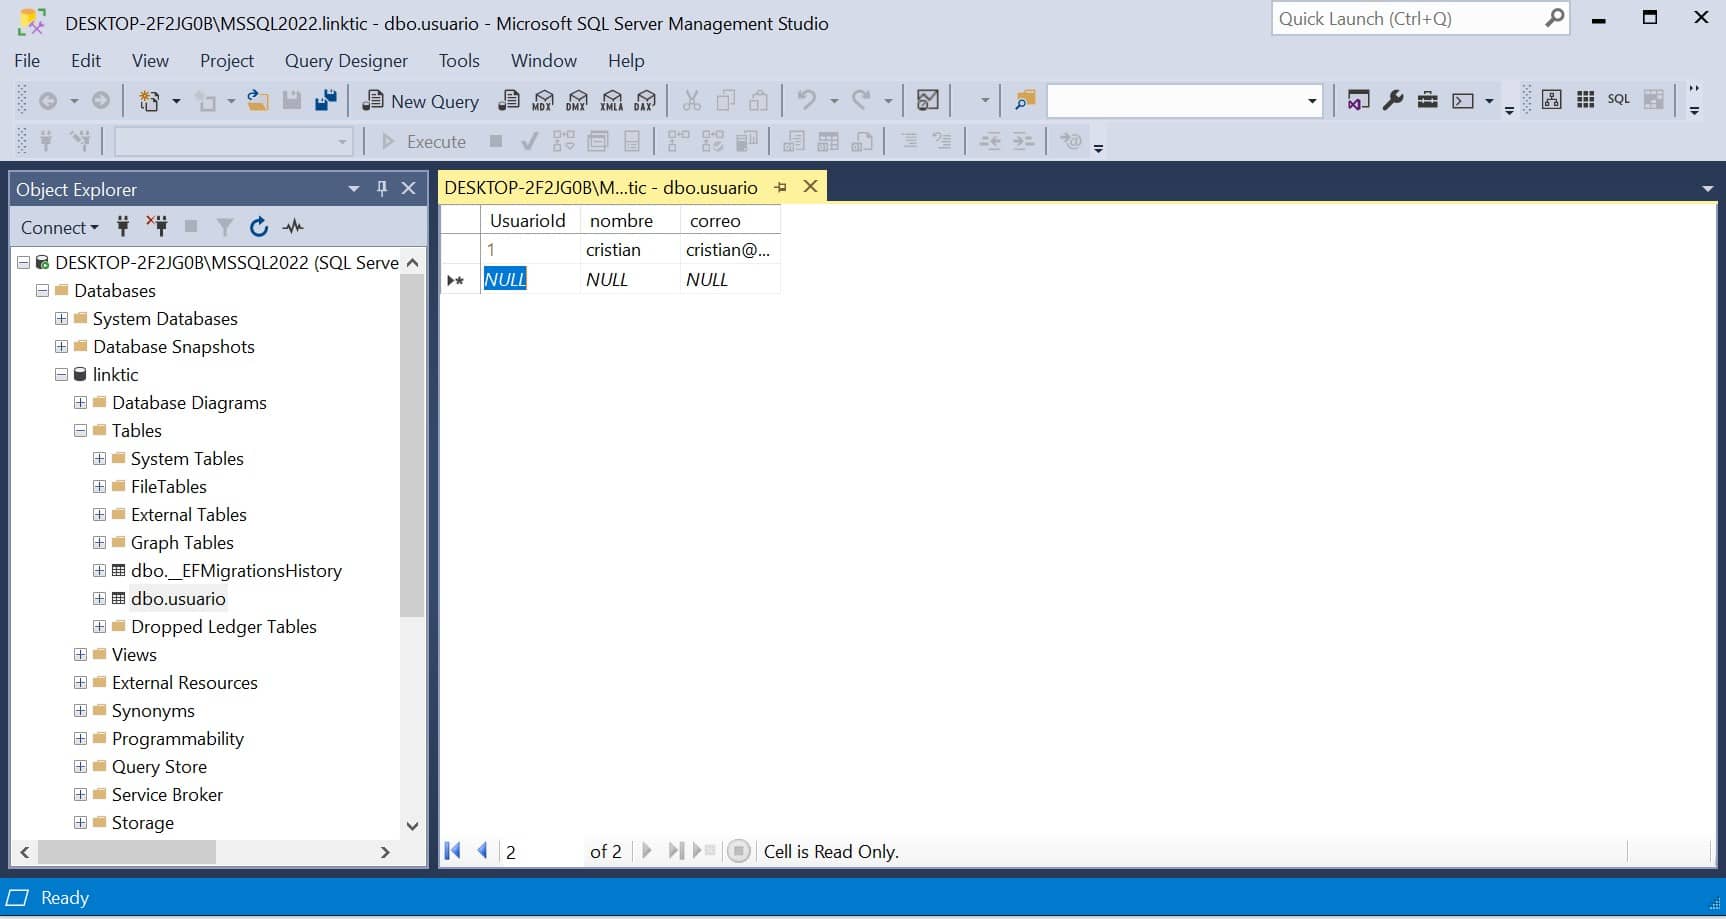 DESKTOP-2F2JG0B\MSSQL2022.linktic - dbo.usuario - Microsoft SQL Server Management Studio
Quick Launch (Ctrl+Q)
File Edit View Project Query Designer Tools Window Help
New Query MDX DMX XMLA DAX SQL
Execute
Object Explorer
Connect
DESKTOP-2F2JG0B\MSSQL2022 (SQL Serve
Databases
System Databases
Database Snapshots
linktic
Database Diagrams
Tables
System Tables
FileTables
External Tables
Graph Tables
dbo.__EFMigrationsHistory
dbo.usuario
Dropped Ledger Tables
Views
External Resources
Synonyms
Programmability
Query Store
Service Broker
Storage
DESKTOP-2F2JG0B\M...tic - dbo.usuario
UsuarioId nombre correo
1 cristian cristian@...
NULL NULL NULL
2 of 2 Cell is Read Only.
Ready